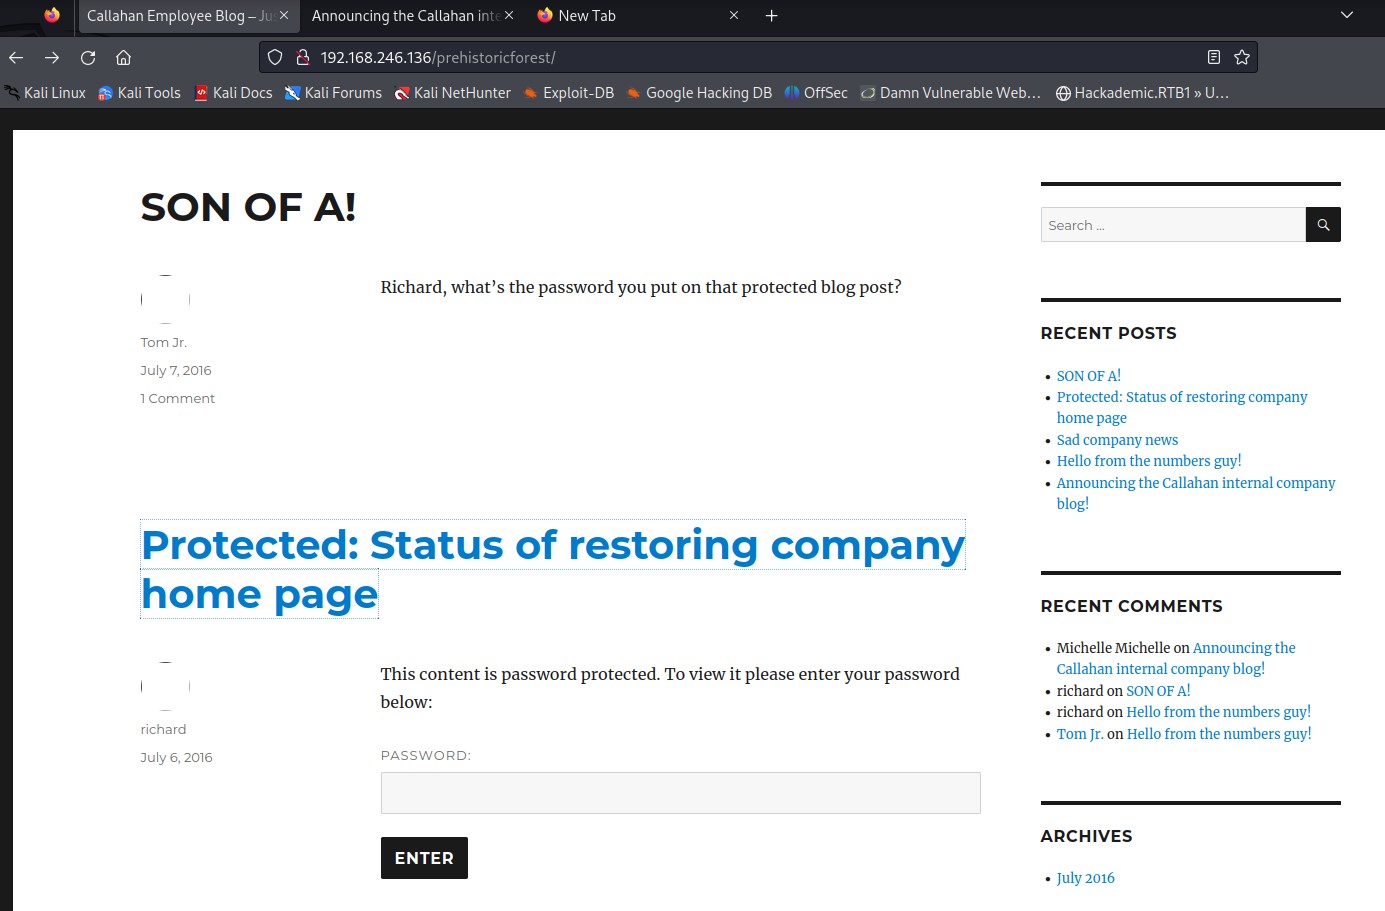 Callahan Employee Blog – Ju
Announcing the Callahan inte
New Tab
192.168.246.136/prehistoricforest/
Kali Linux
Kali Tools
Kali Docs
Kali Forums
Kali NetHunter
Exploit-DB
Google Hacking DB
OffSec
Damn Vulnerable Web…
Hackademic.RTB1 » U…
SON OF A!
Tom Jr.
July 7, 2016
1 Comment
Richard, what’s the password you put on that protected blog post?
Protected: Status of restoring company
home page
richard
July 6, 2016
This content is password protected. To view it please enter your password
below:
PASSWORD:
ENTER
Search …
RECENT POSTS
SON OF A!
Protected: Status of restoring company
home page
Sad company news
Hello from the numbers guy!
Announcing the Callahan internal company
blog!
RECENT COMMENTS
Michelle Michelle on Announcing the
Callahan internal company blog!
richard on SON OF A!
richard on Hello from the numbers guy!
Tom Jr. on Hello from the numbers guy!
ARCHIVES
July 2016